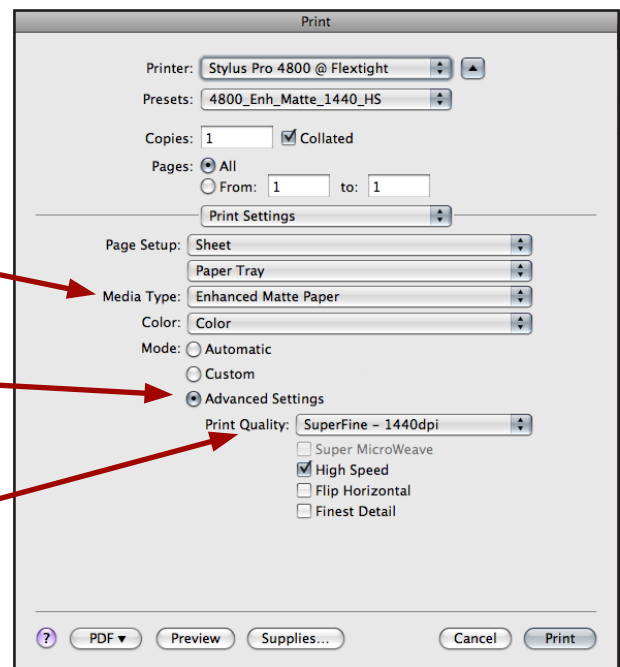 Print
Printer: Stylus Pro 4800 @ Flextight
Presets: 4800_Enh_Matte_1440_HS
Copies: 1 Collated
Pages: All
From: 1 to: 1
Print Settings
Page Setup: Sheet
Paper Tray
Media Type: Enhanced Matte Paper
Color: Color
Mode: Automatic
Custom
Advanced Settings
Print Quality: SuperFine – 1440dpi
Super MicroWeave
High Speed
Flip Horizontal
Finest Detail
? PDF▼ Preview Supplies... Cancel Print